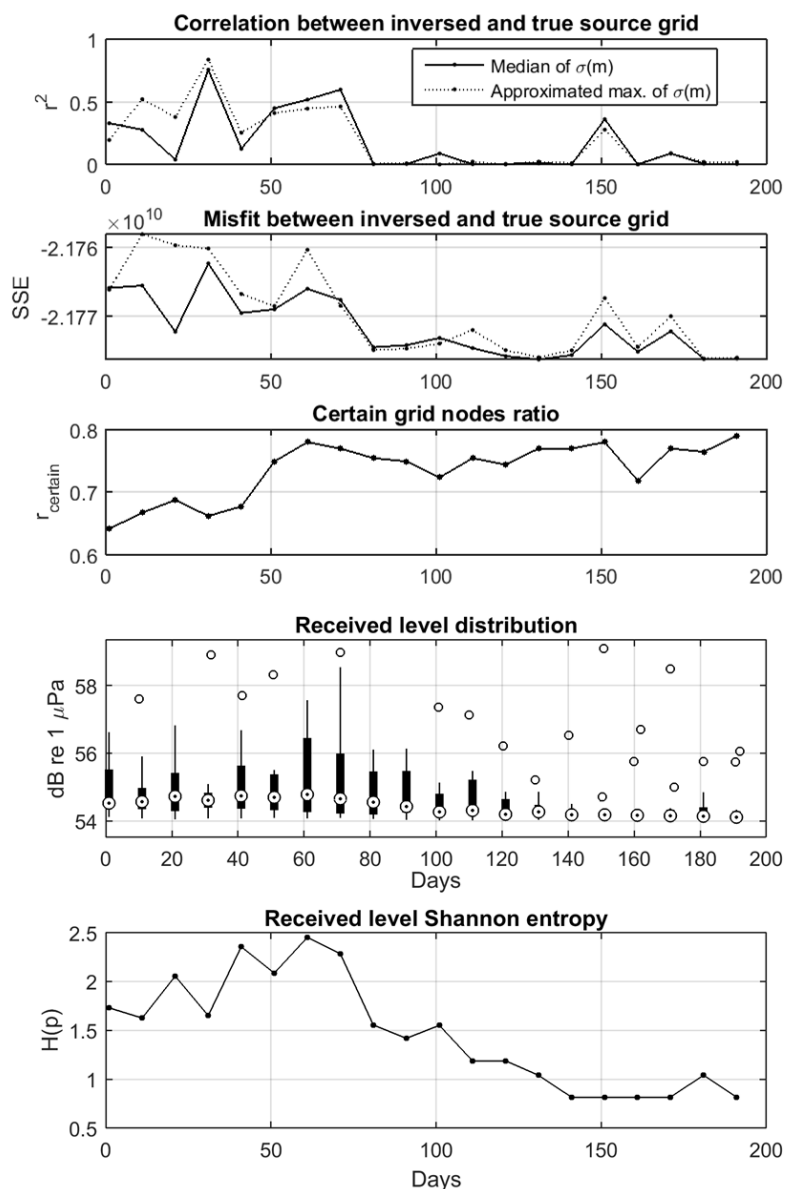 Correlation between inversed and true source grid
1
0.5
0
r²
Median of σ(m)
Approximated max. of σ(m)
0 50 100 150 200
×10¹⁰
Misfit between inversed and true source grid
-2.176
-2.177
SSE
0 50 100 150 200
Certain grid nodes ratio
0.8
0.7
0.6
r_certain
0 50 100 150 200
Received level distribution
58
56
54
dB re 1 μPa
0 20 40 60 80 100 120 140 160 180 200
Days
Received level Shannon entropy
2.5
2
1.5
1
0.5
H(p)
0 50 100 150 200
Days